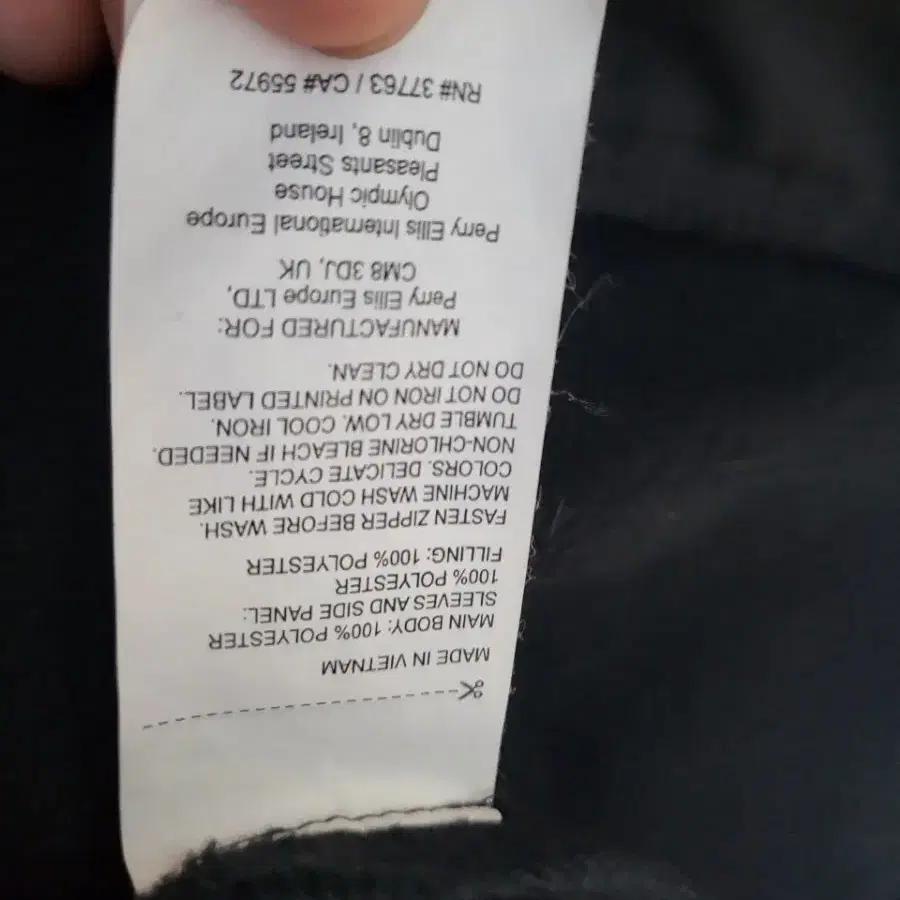 MADE IN VIETNAM
MAIN BODY: 100% POLYESTER
SLEEVES AND SIDE PANEL:
100% POLYESTER
FILLING: 100% POLYESTER
FASTEN ZIPPER BEFORE WASH.
MACHINE WASH COLD WITH LIKE
COLORS. DELICATE CYCLE.
NON-CHLORINE BLEACH IF NEEDED.
TUMBLE DRY LOW. COOL IRON.
DO NOT IRON ON PRINTED LABEL.
DO NOT DRY CLEAN.
MANUFACTURED FOR:
Perry Ellis Europe LTD,
CM8 3DJ, UK
Perry Ellis International Europe
Olympic House
Pleasants Street
Dublin 8, Ireland
RN# 37763 / CA# 55972